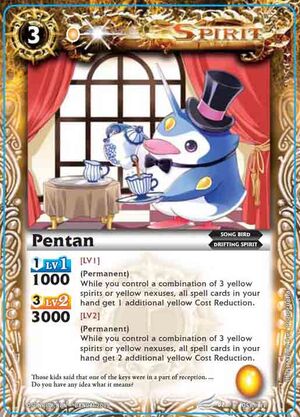 3
SPIRIT
Pentan
SONG BIRD
DRIFTING SPIRIT
1 LV1
1000
3 LV2
3000
[LV1]
(Permanent)
While you control a combination of 3 yellow
spirits or yellow nexuses, all spell cards in your
hand get 1 additional yellow Cost Reduction.
[LV2]
(Permanent)
While you control a combination of 3 yellow
spirits or yellow nexuses, all spell cards in your
hand get 2 additional yellow Cost Reduction.
Those kids said that one of the keys were in a part of reception. ...
Do you have any idea what it means?